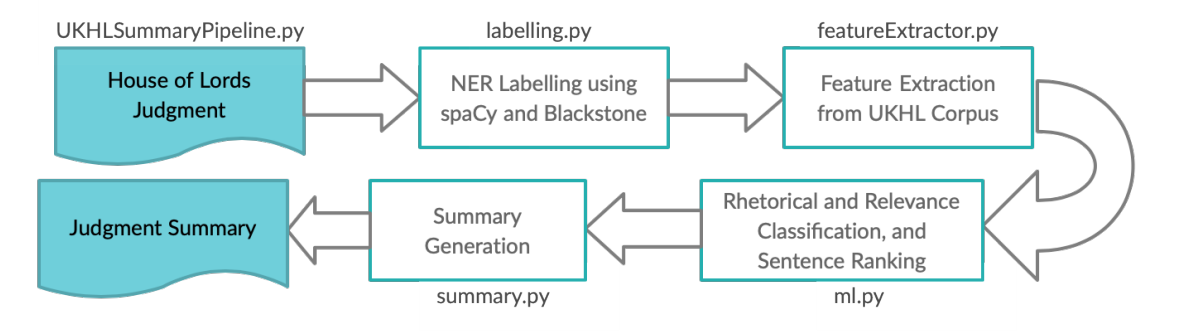 UKHLSummaryPipeline.py
labelling.py
featureExtractor.py
House of Lords
Judgment
NER Labelling using
spaCy and Blackstone
Feature Extraction
from UKHL Corpus
Rhetorical and Relevance
Classification, and
Sentence Ranking
ml.py
Summary
Generation
summary.py
Judgment Summary